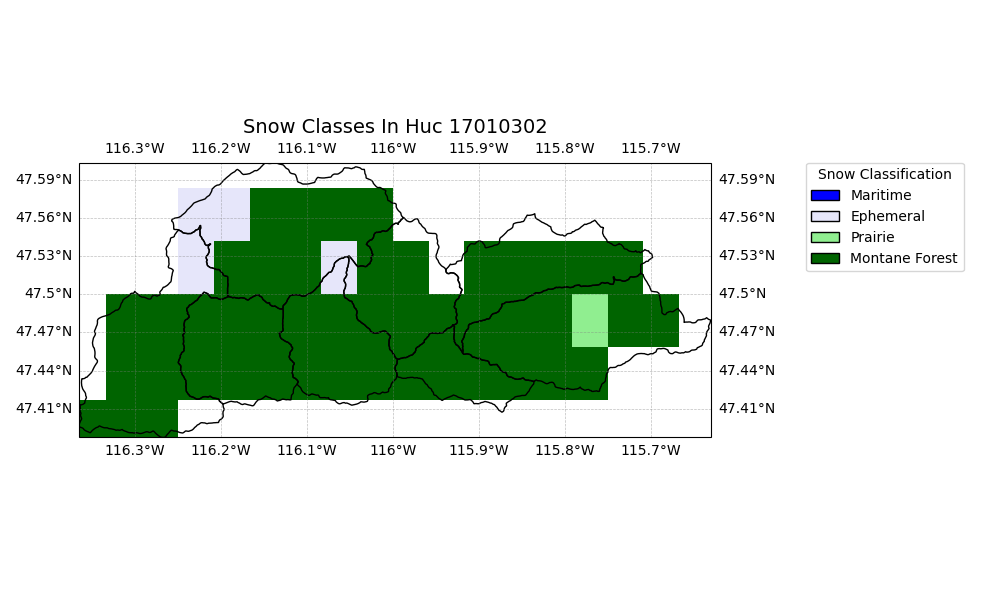 Snow Classes In Huc 17010302
116.3°W 116.2°W 116.1°W 116°W 115.9°W 115.8°W 115.7°W
47.59°N 47.59°N
47.56°N 47.56°N
47.53°N 47.53°N
47.5°N 47.5°N
47.47°N 47.47°N
47.44°N 47.44°N
47.41°N 47.41°N
116.3°W 116.2°W 116.1°W 116°W 115.9°W 115.8°W 115.7°W
Snow Classification
Maritime
Ephemeral
Prairie
Montane Forest